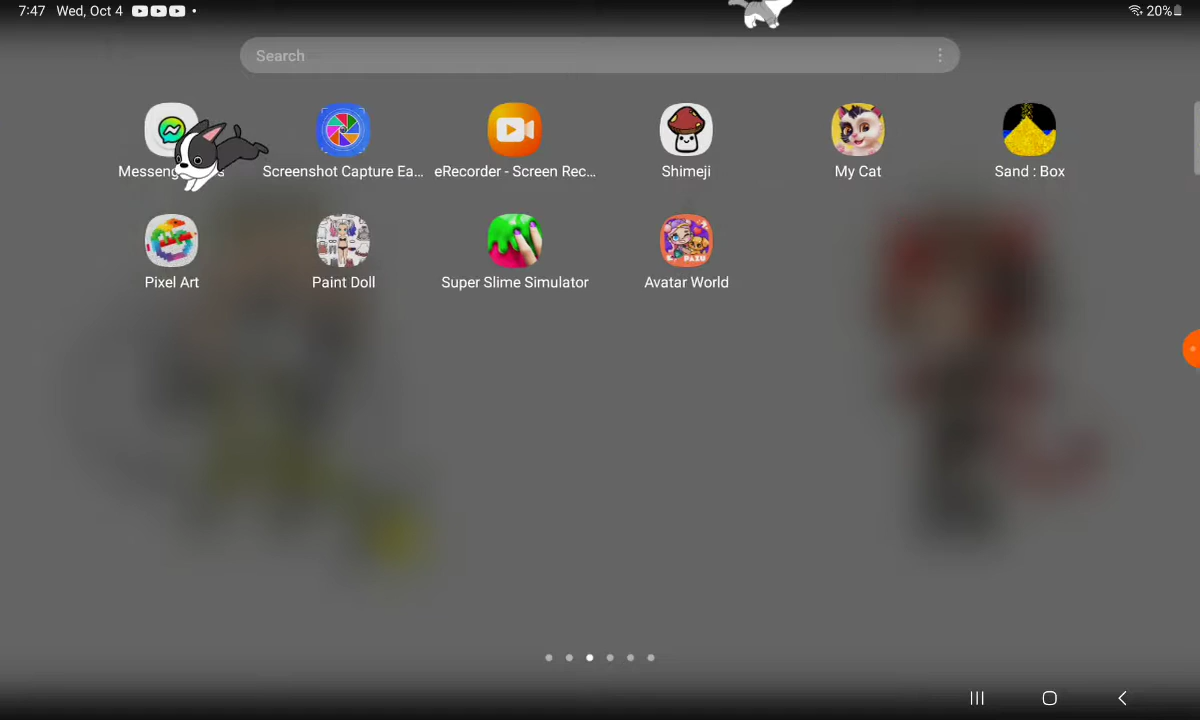 7:47 Wed, Oct 4
20%
Search
Screenshot Capture Ea...
eRecorder - Screen Rec...
Shimeji
My Cat
Sand : Box
Pixel Art
Paint Doll
Super Slime Simulator
Avatar World
PAZU